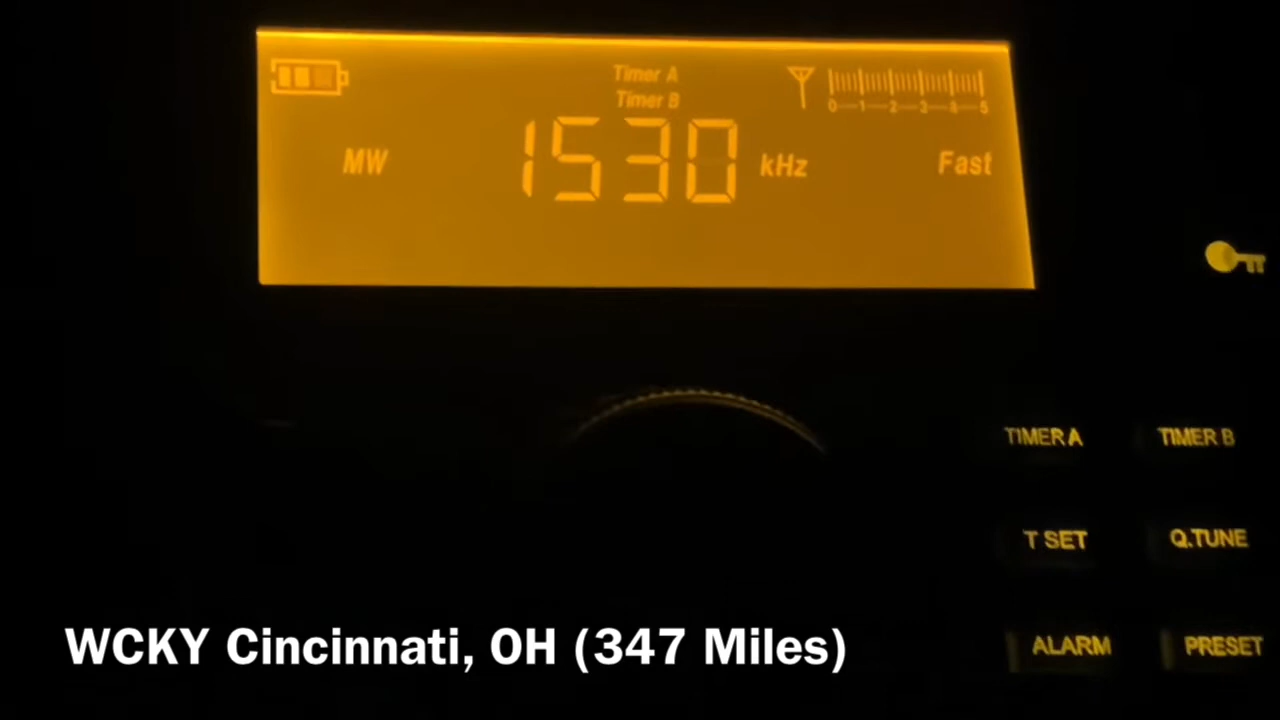 Timer A
Timer B
0 1 2 3 4 5
MW 1530 kHz Fast
TIMER A TIMER B
T SET Q.TUNE
ALARM PRESET
WCKY Cincinnati, OH (347 Miles)